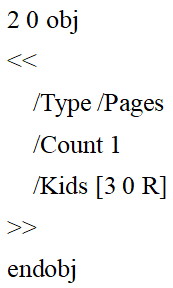 2 0 obj
<<
/Type /Pages
/Count 1
/Kids [3 0 R]
>>
endobj